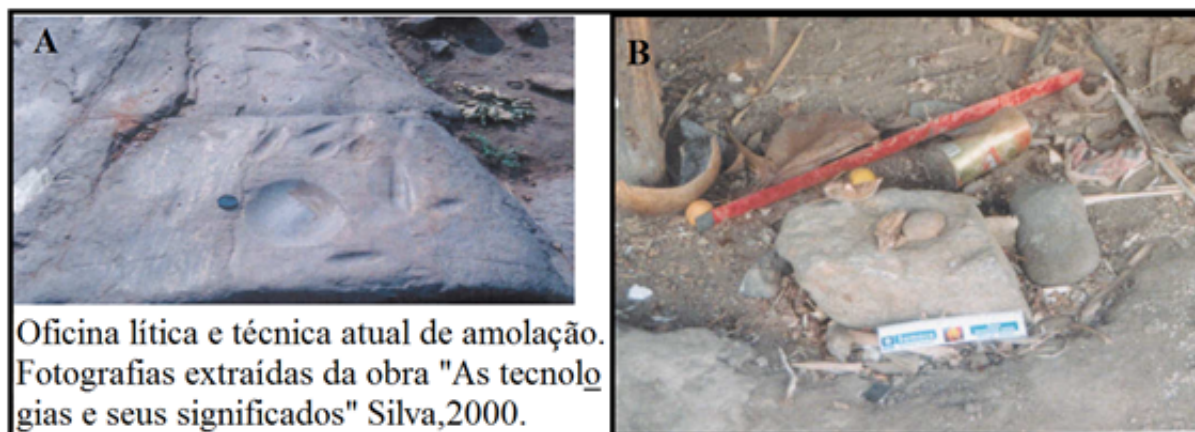 A
B
Oficina lítica e técnica atual de amolação.
Fotografias extraídas da obra "As tecnolo
gias e seus significados" Silva,2000.